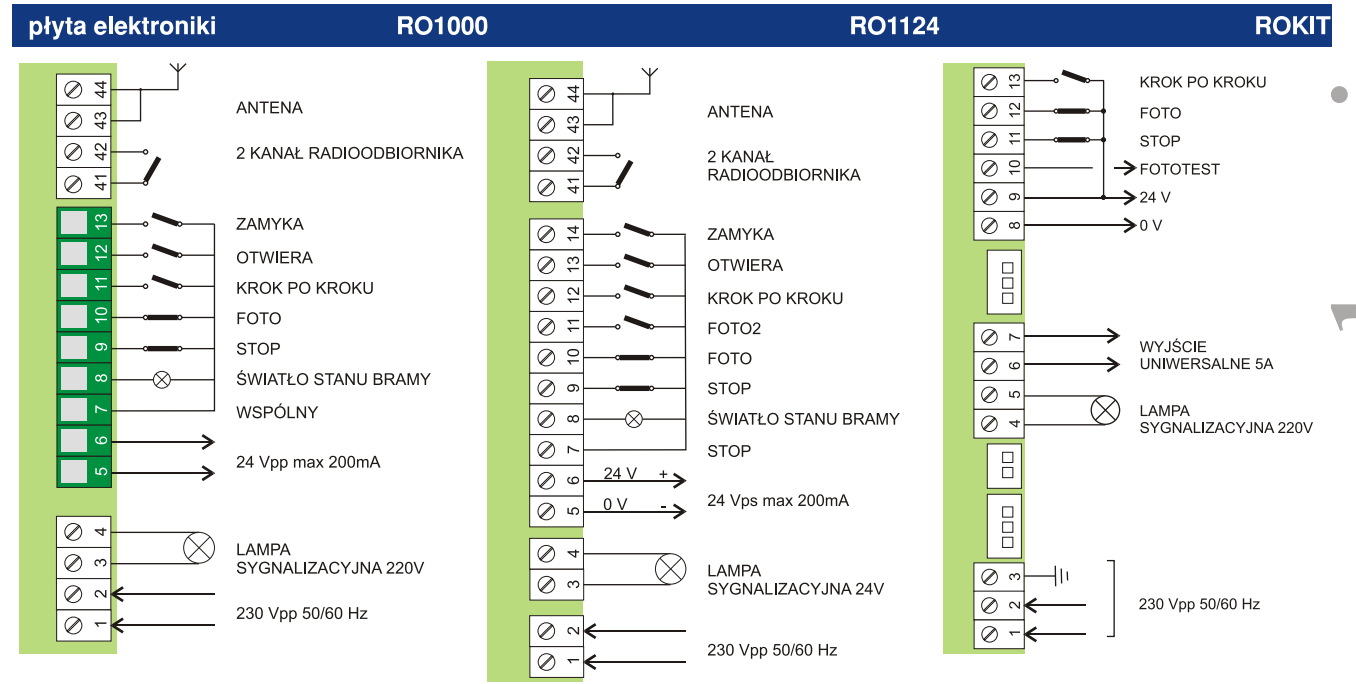 płyta elektroniki RO1000 RO1124 ROKIT
44
43
42
41
ANTENA
2 KANAŁ RADIOODBIORNIKA
13 ZAMYKA
12 OTWIERA
11 KROK PO KROKU
10 FOTO
9 STOP
8 ŚWIATŁO STANU BRAMY
7 WSPÓLNY
6
5
24 Vpp max 200mA
4
3
LAMPA
SYGNALIZACYJNA 220V
2
1
230 Vpp 50/60 Hz
44
43
42
41
ANTENA
2 KANAŁ
RADIOODBIORNIKA
14 ZAMYKA
13 OTWIERA
12 KROK PO KROKU
11 FOTO2
10 FOTO
9 STOP
8 ŚWIATŁO STANU BRAMY
7 STOP
6 24 V +
5 0 V -
24 Vps max 200mA
4
3
LAMPA
SYGNALIZACYJNA 24V
2
1
230 Vpp 50/60 Hz
13 KROK PO KROKU
12 FOTO
11 STOP
10 FOTOTEST
9 24 V
8 0 V
7
6
WYJŚCIE
UNIWERSALNE 5A
5
4
LAMPA
SYGNALIZACYJNA 220V
3
2
1
230 Vpp 50/60 Hz